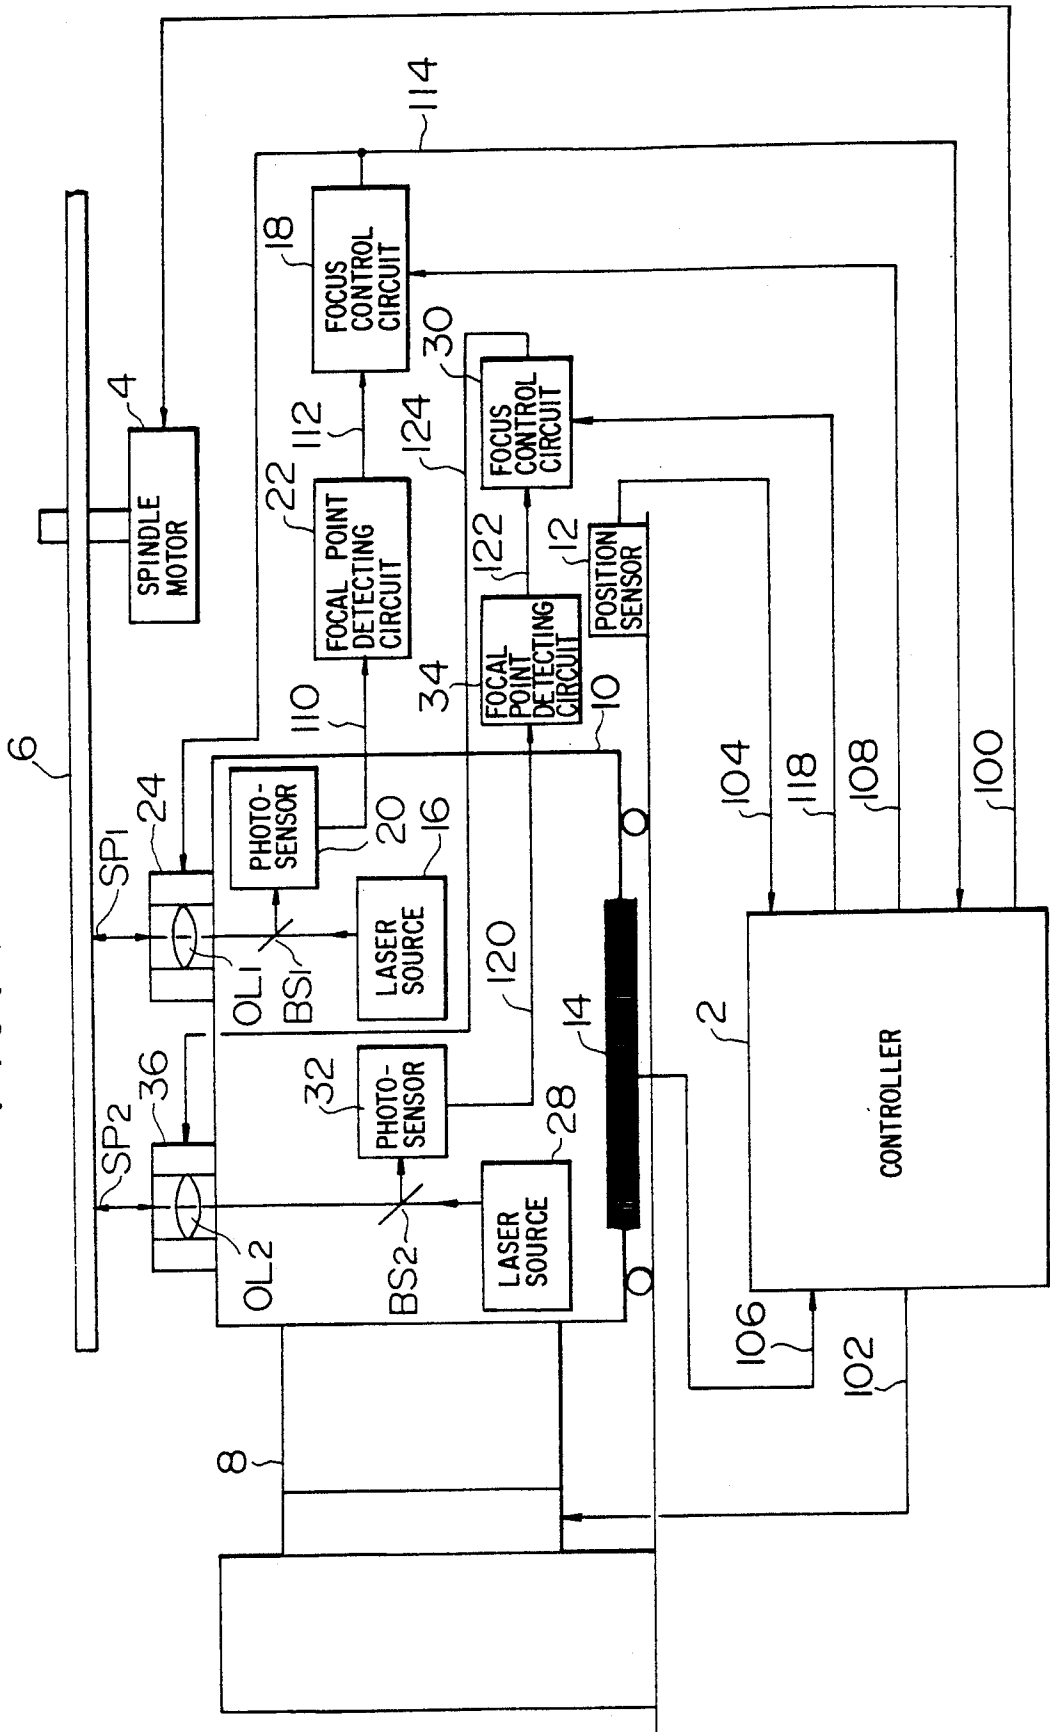 6
4
SPINDLE
MOTOR
SP2
SP1
36
24
OL2
OL1
BS1
BS2
PHOTO-
SENSOR
20
LASER
SOURCE
16
110
22
FOCAL POINT
DETECTING
CIRCUIT
112
18
FOCUS
CONTROL
CIRCUIT
114
32
PHOTO-
SENSOR
LASER
SOURCE
28
120
34
FOCAL
POINT
DETECTING
CIRCUIT
122
124
30
FOCUS
CONTROL
CIRCUIT
8
10
12
POSITION
SENSOR
14
106
102
2
CONTROLLER
104
118
108
100